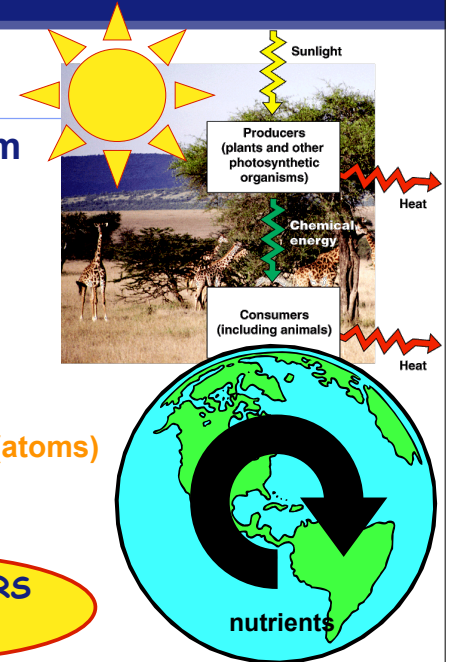 Sunlight
m
Producers
(plants and other
photosynthetic
organisms)
Heat
Chemical
energy
Consumers
(including animals)
Heat
(atoms)
RS
nutrients